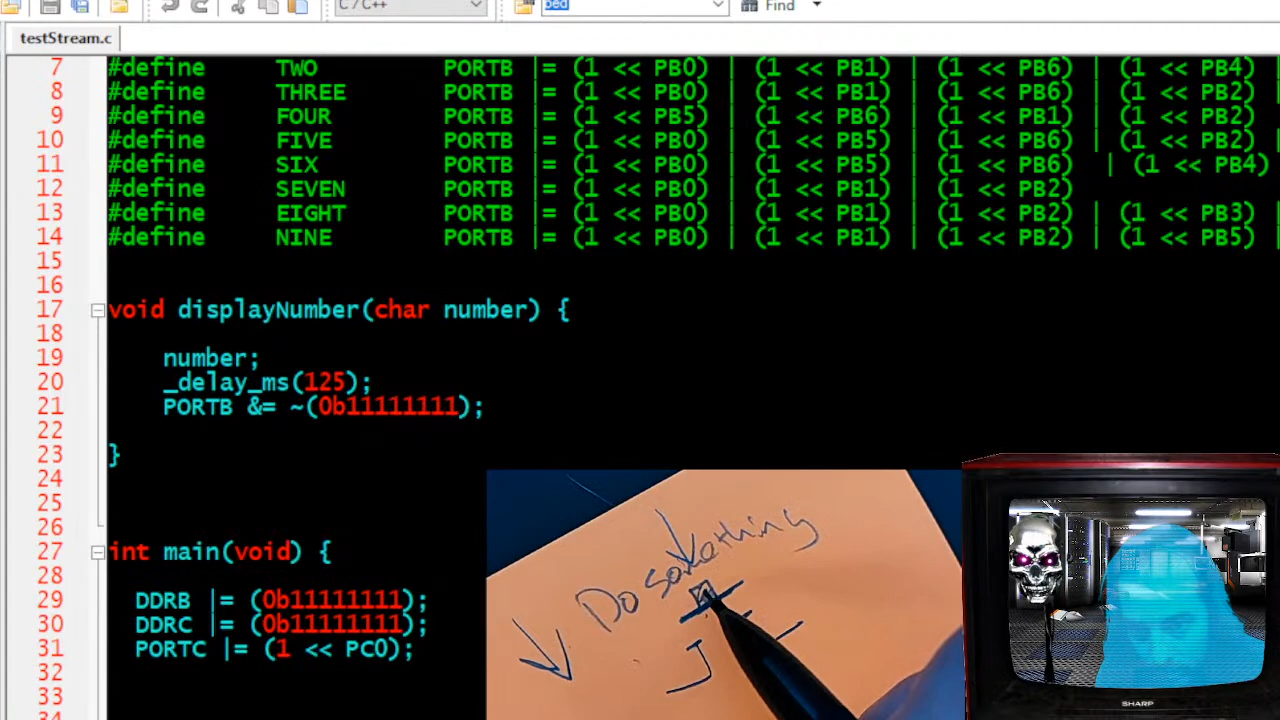 C / C++
bed
Find
testStream.c
7 #define TWO PORTB |= (1 << PB0) | (1 << PB1) | (1 << PB6) | (1 << PB4) |
8 #define THREE PORTB |= (1 << PB0) | (1 << PB1) | (1 << PB6) | (1 << PB2) |
9 #define FOUR PORTB |= (1 << PB5) | (1 << PB6) | (1 << PB1) | (1 << PB2)
10 #define FIVE PORTB |= (1 << PB0) | (1 << PB5) | (1 << PB6) | (1 << PB2) |
11 #define SIX PORTB |= (1 << PB0) | (1 << PB5) | (1 << PB6) | (1 << PB4)
12 #define SEVEN PORTB |= (1 << PB0) | (1 << PB1) | (1 << PB2)
13 #define EIGHT PORTB |= (1 << PB0) | (1 << PB1) | (1 << PB2) | (1 << PB3) |
14 #define NINE PORTB |= (1 << PB0) | (1 << PB1) | (1 << PB2) | (1 << PB5) |
15
16
17 void displayNumber(char number) {
18
19 number;
20 _delay_ms(125);
21 PORTB &= ~(0b11111111);
22
23 }
24
25
26
27 int main(void) {
28
29 DDRB |= (0b11111111);
30 DDRC |= (0b11111111);
31 PORTC |= (1 << PC0);
32
33
34
Do something
SHARP